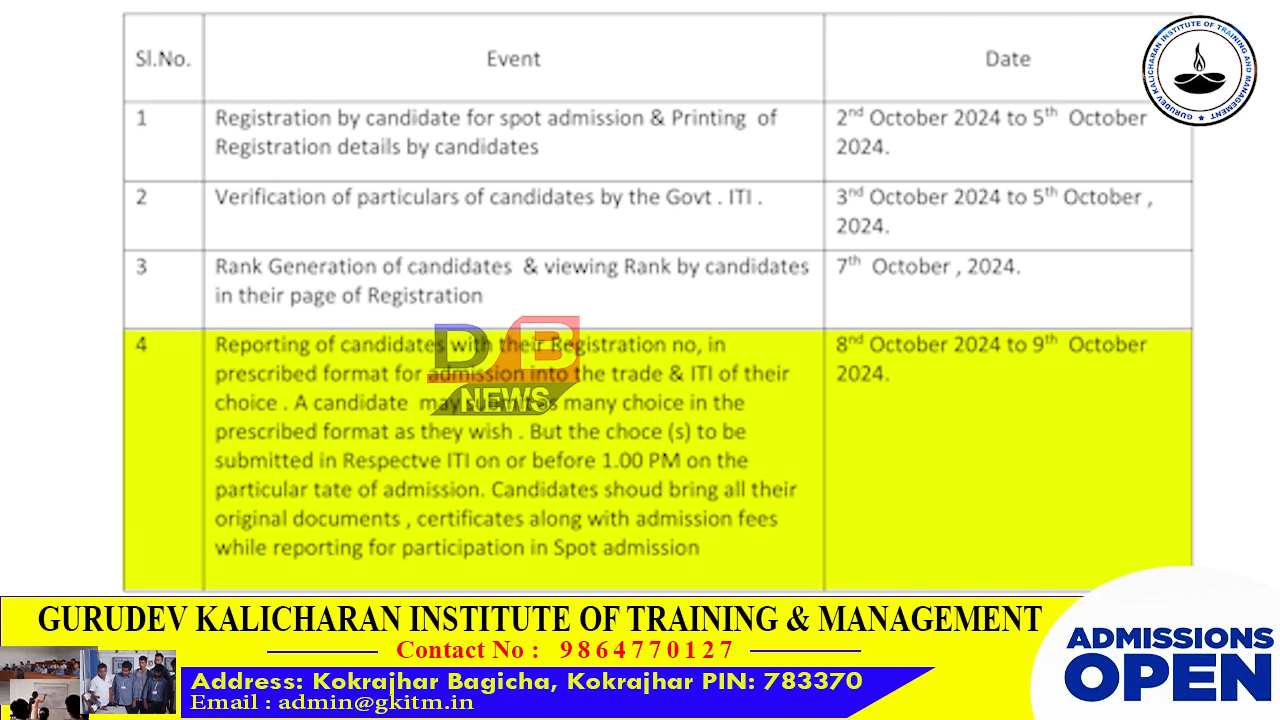 Sl.No.
Event
Date
1
Registration by candidate for spot admission & Printing of
Registration details by candidates
2nd October 2024 to 5th October
2024.
2
Verification of particulars of candidates by the Govt . ITI .
3nd October 2024 to 5th October ,
2024.
3
Rank Generation of candidates & viewing Rank by candidates
in their page of Registration
7th October , 2024.
4
Reporting of candidates with their Registration no, in
prescribed format for admission into the trade & ITI of their
choice . A candidate may submit as many choice in the
prescribed format as they wish . But the choce (s) to be
submitted in Respectve ITI on or before 1.00 PM on the
particular tate of admission. Candidates shoud bring all their
original documents , certificates along with admission fees
while reporting for participation in Spot admission
8nd October 2024 to 9th October
2024.
DB
NEWS
GURUDEV KALICHARAN INSTITUTE OF TRAINING AND MANAGEMENT
GURUDEV KALICHARAN INSTITUTE OF TRAINING & MANAGEMENT
Contact No : 9864770127
Address: Kokrajhar Bagicha, Kokrajhar PIN: 783370
Email : admin@gkitm.in
ADMISSIONS
OPEN